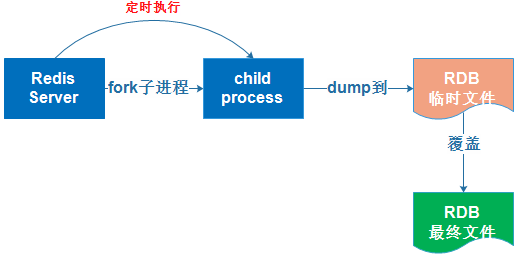 定时执行
Redis
Server
fork子进程
child
process
dump到
RDB
临时文件
覆盖
RDB
最终文件